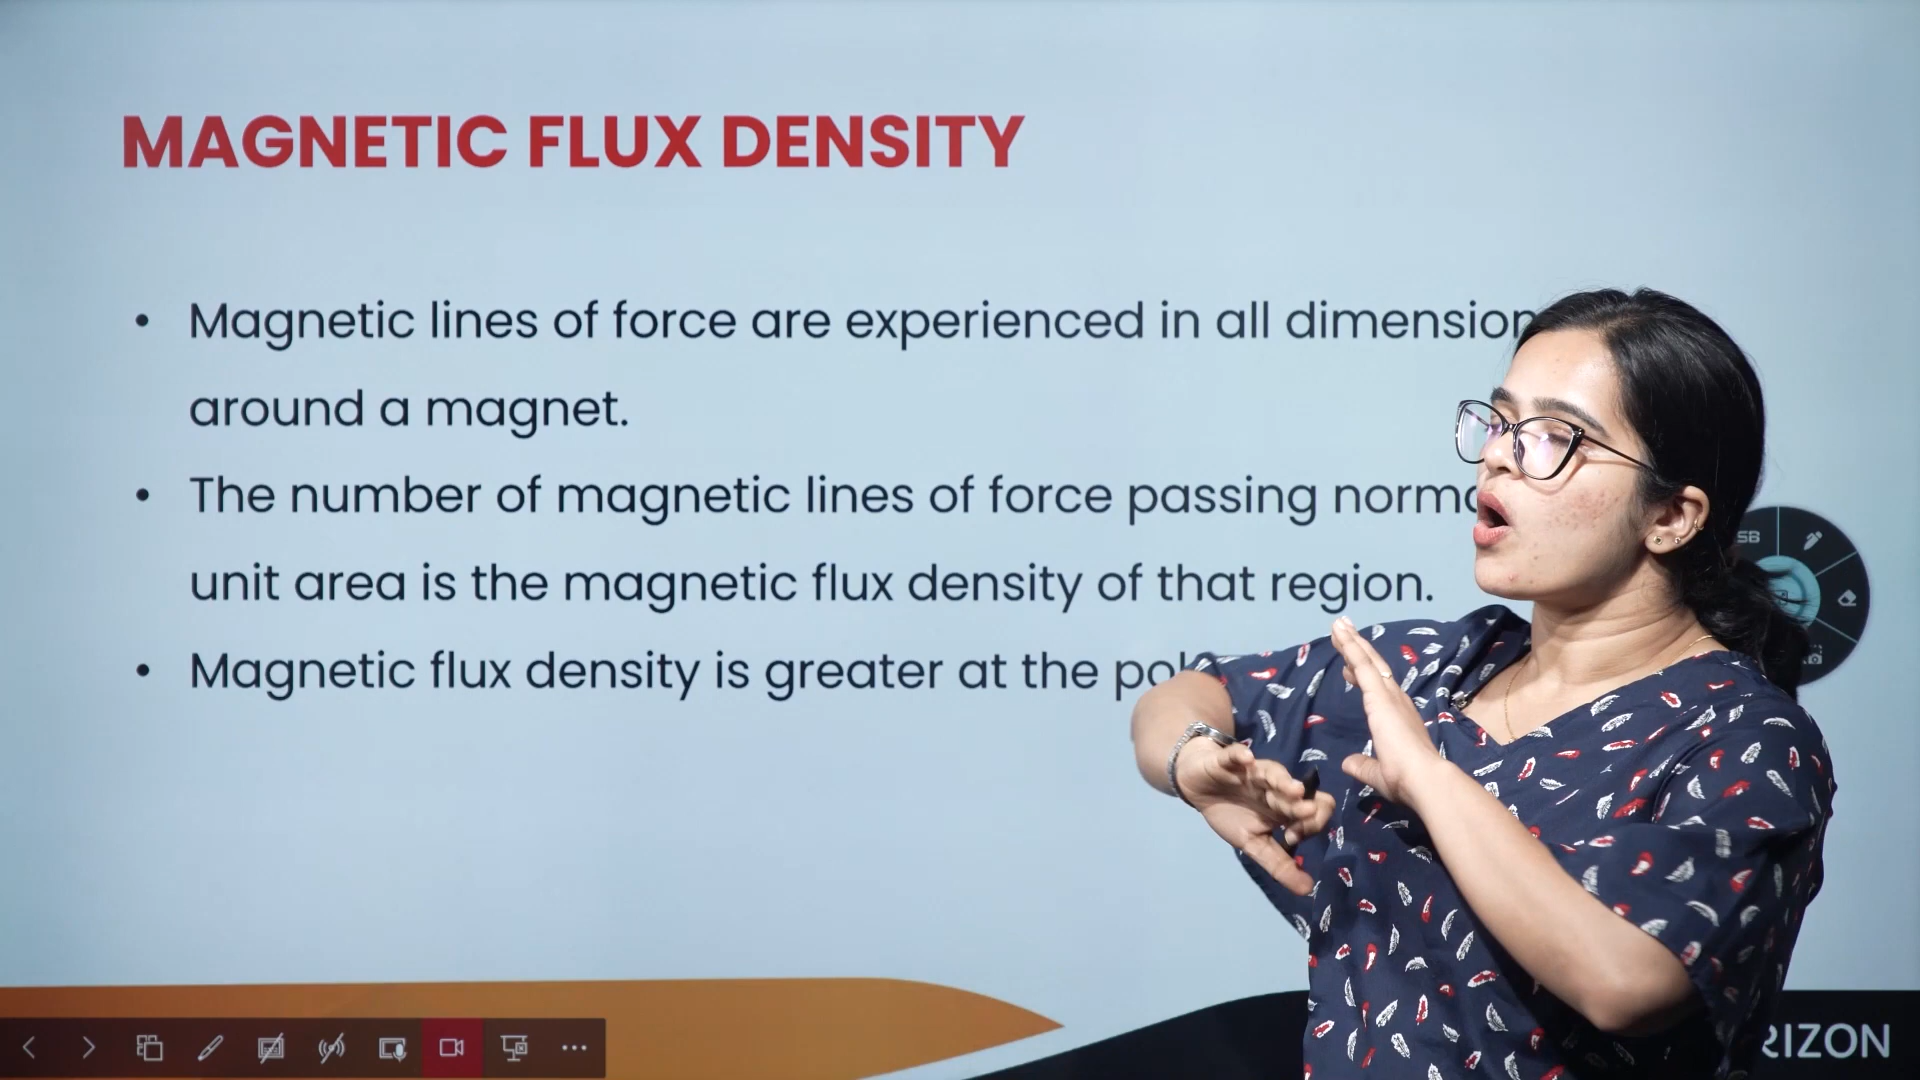 MAGNETIC FLUX DENSITY
• Magnetic lines of force are experienced in all dimension
around a magnet.
• The number of magnetic lines of force passing norma
unit area is the magnetic flux density of that region.
• Magnetic flux density is greater at the pol
SB
RIZON